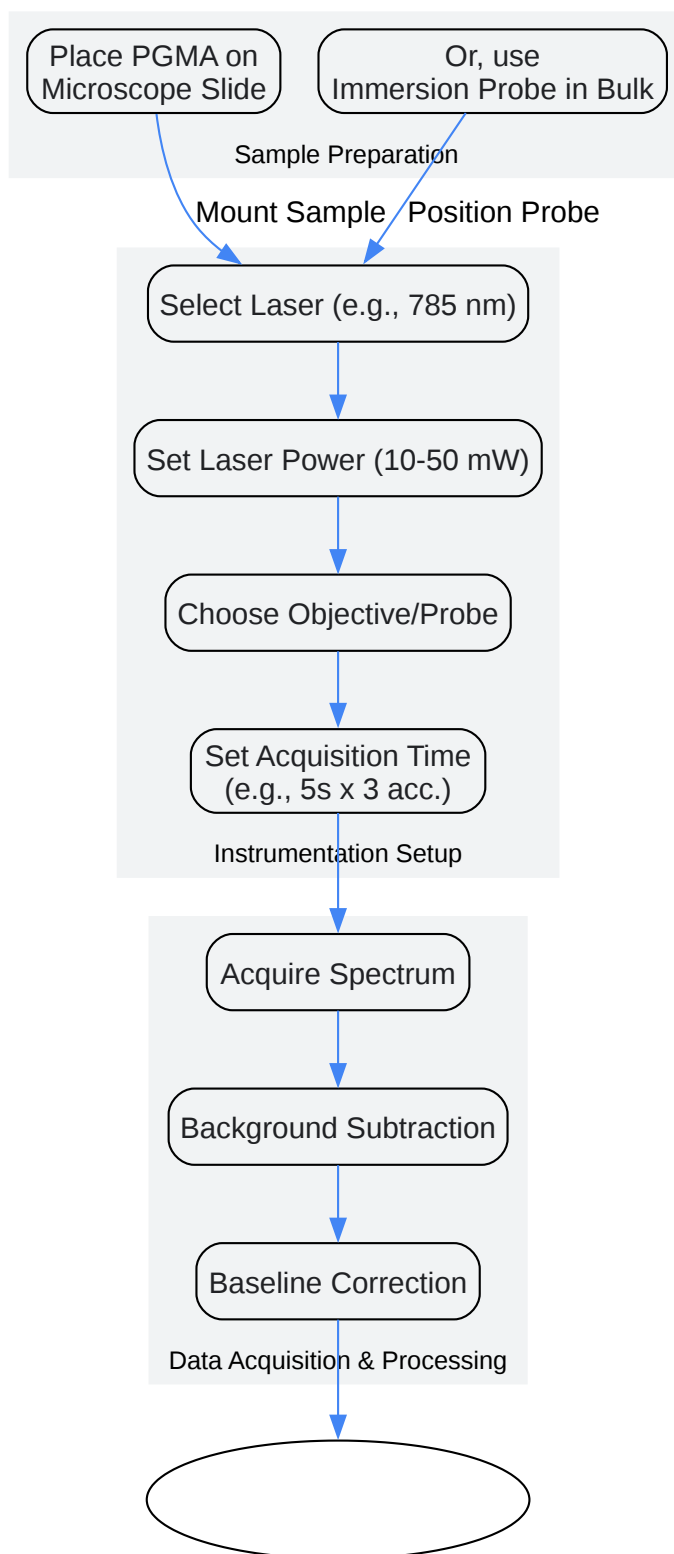 Place PGMA on
Microscope Slide
Or, use
Immersion Probe in Bulk
Sample Preparation
Mount Sample
Position Probe
Select Laser (e.g., 785 nm)
Set Laser Power (10-50 mW)
Choose Objective/Probe
Set Acquisition Time
(e.g., 5s x 3 acc.)
Instrumentation Setup
Acquire Spectrum
Background Subtraction
Baseline Correction
Data Acquisition & Processing